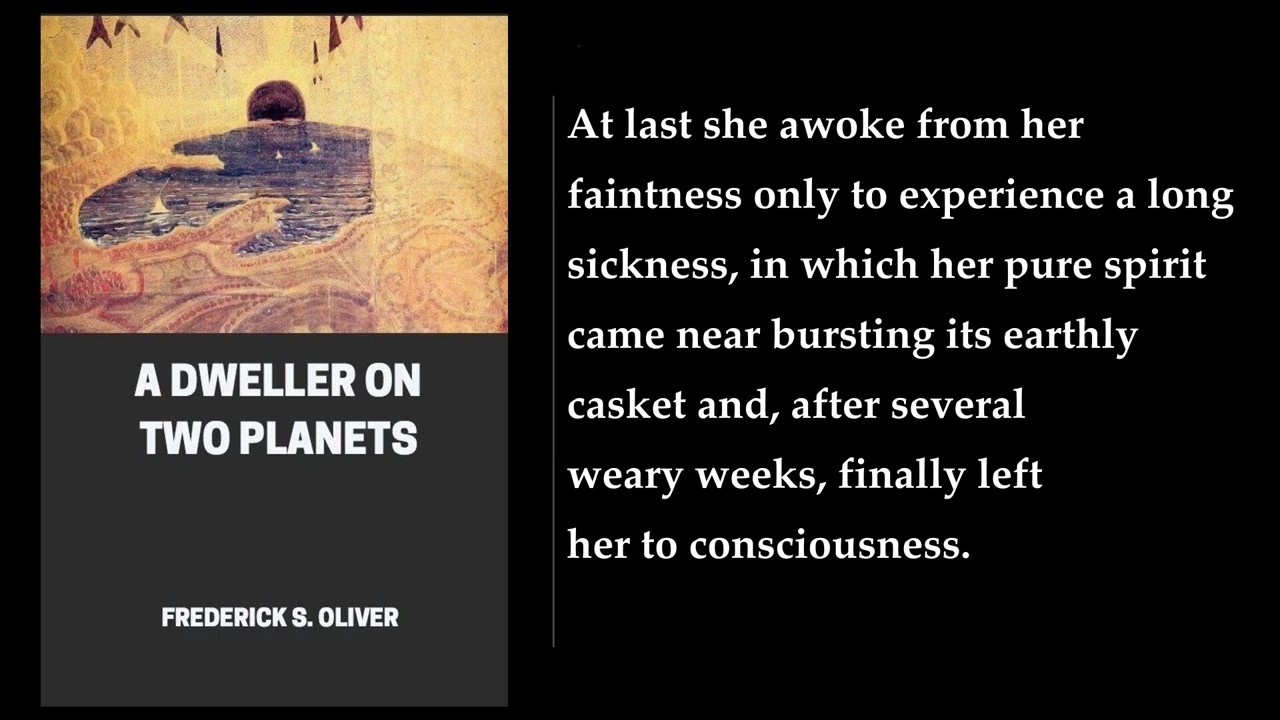 A DWELLER ON
TWO PLANETS
FREDERICK S. OLIVER
At last she awoke from her
faintness only to experience a long
sickness, in which her pure spirit
came near bursting its earthly
casket and, after several
weary weeks, finally left
her to consciousness.